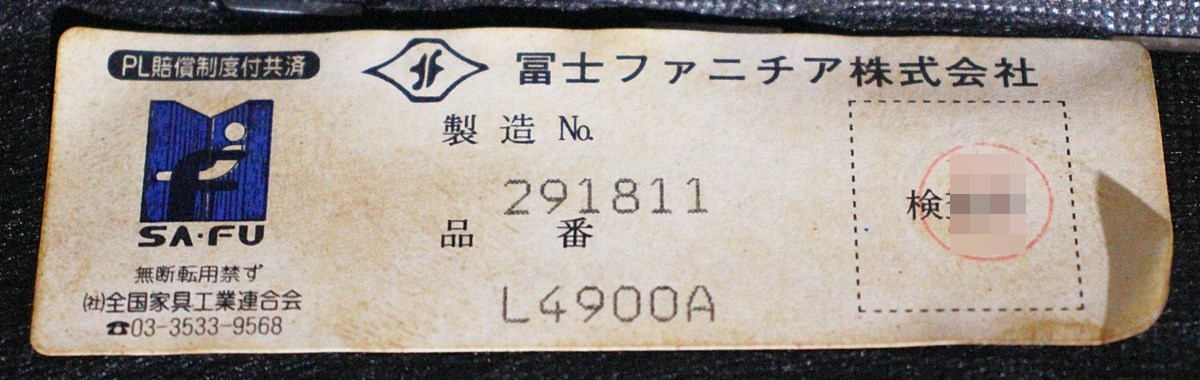 PL賠償制度付共済
SA・FU
無断転用禁ず
(社)全国家具工業連合会
☎03-3533-9568
冨士ファニチア株式会社
製造 №
291811
品番
L4900A
検